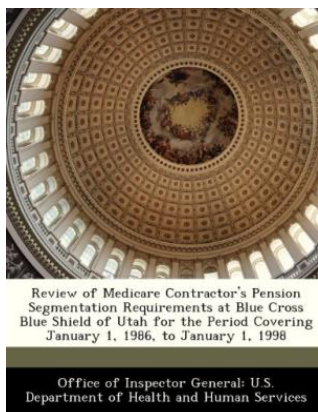 Review of Medicare Contractor's Pension
Segmentation Requirements at Blue Cross
Blue Shield of Utah for the Period Covering
January 1, 1986, to January 1, 1998
Office of Inspector General: U.S.
Department of Health and Human Services